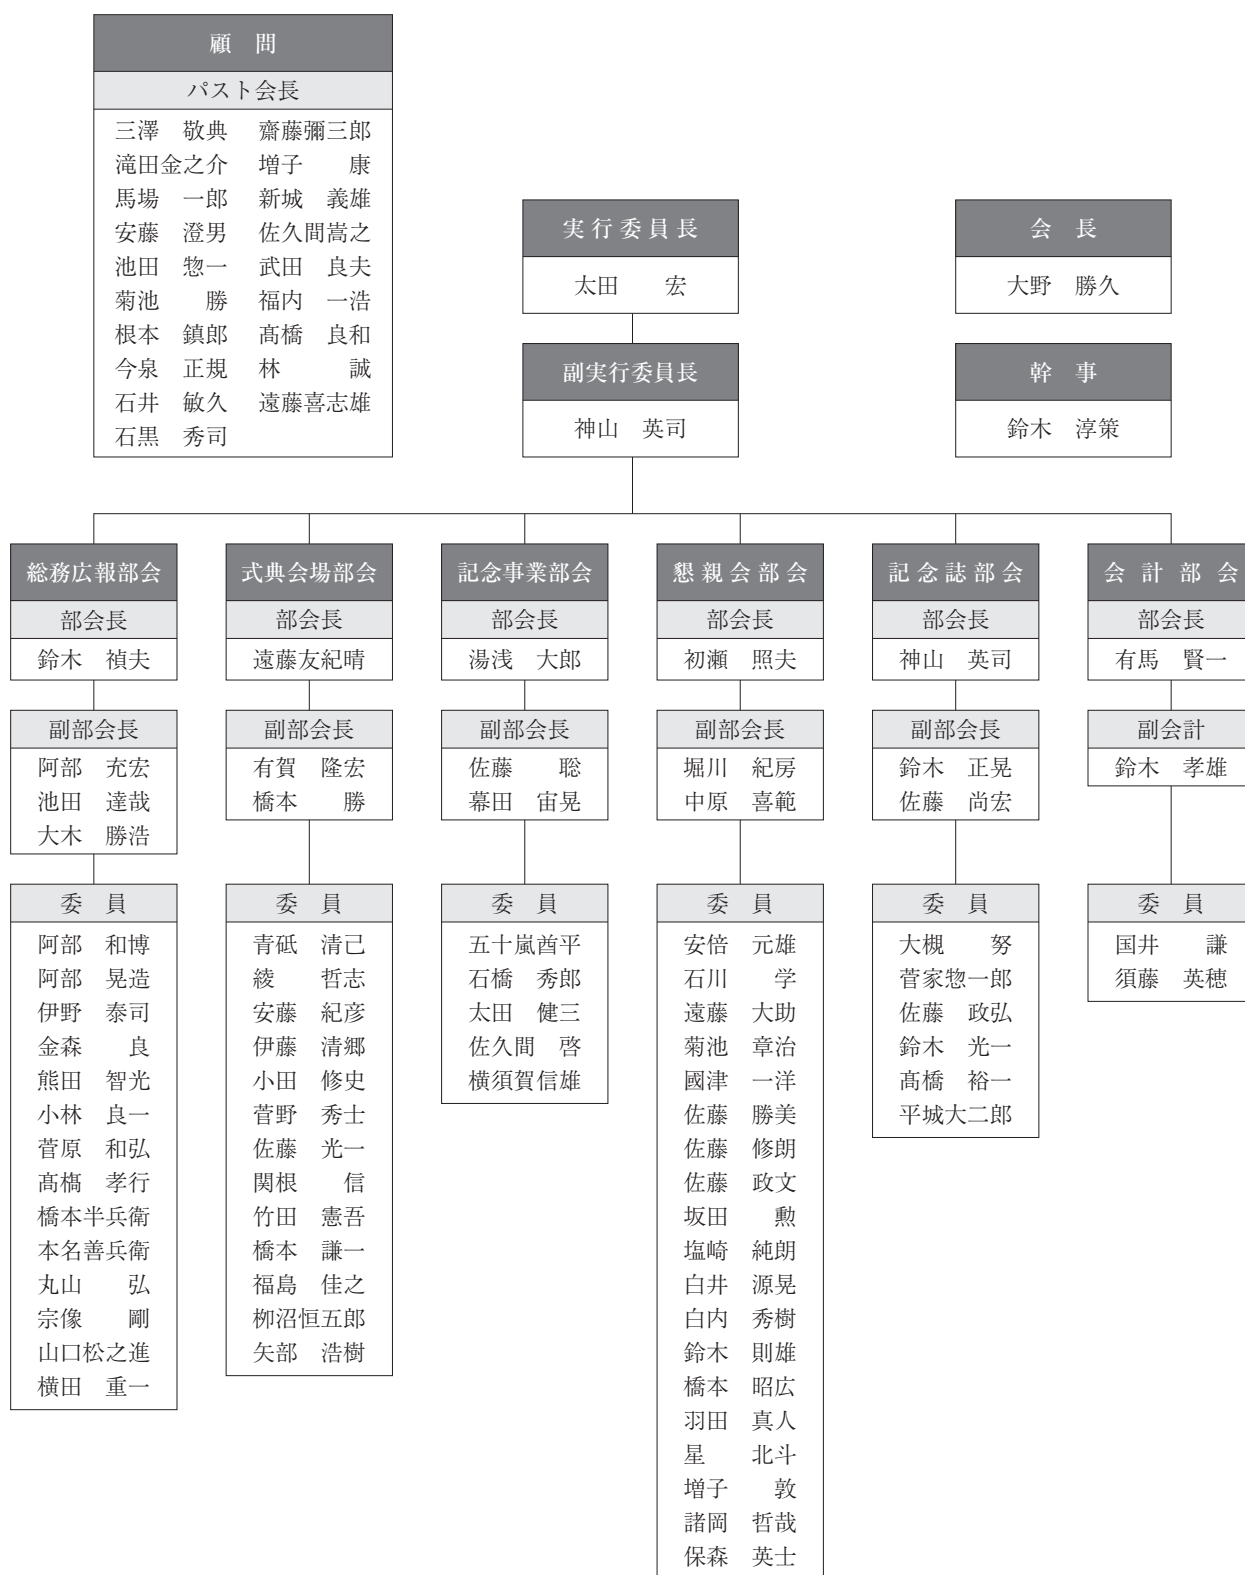 顧　問
パスト会長
三澤　敬典　齋藤彌三郎
滝田金之介　増子　　康
馬場　一郎　新城　義雄
安藤　澄男　佐久間嵩之
池田　惣一　武田　良夫
菊池　　勝　福内　一浩
根本　鎮郎　髙橋　良和
今泉　正規　林　　　誠
石井　敏久　遠藤喜志雄
石黒　秀司
実行委員長
太田　　宏
副実行委員長
神山　英司
会　長
大野　勝久
幹　事
鈴木　淳策
総務広報部会
部会長
鈴木　禎夫
副部会長
阿部　充宏
池田　達哉
大木　勝浩
委　員
阿部　和博
阿部　晃造
伊野　泰司
金森　　良
熊田　智光
小林　良一
菅原　和弘
髙槗　孝行
橋本半兵衛
本名善兵衛
丸山　　弘
宗像　　剛
山口松之進
横田　重一
式典会場部会
部会長
遠藤友紀晴
副部会長
有賀　隆宏
橋本　　勝
委　員
青砥　清己
綾　　哲志
安藤　紀彦
伊藤　清郷
小田　修史
菅野　秀士
佐藤　光一
関根　　信
竹田　憲吾
橋本　謙一
福島　佳之
柳沼恒五郎
矢部　浩樹
記念事業部会
部会長
湯浅　大郎
副部会長
佐藤　　聡
幕田　宙晃
委　員
五十嵐酋平
石橋　秀郎
太田　健三
佐久間　啓
横須賀信雄
懇親会部会
部会長
初瀬　照夫
副部会長
堀川　紀房
中原　喜範
委　員
安倍　元雄
石川　　学
遠藤　大助
菊池　章治
國津　一洋
佐藤　勝美
佐藤　修朗
佐藤　政文
坂田　　勲
塩崎　純朗
白井　源晃
白内　秀樹
鈴木　則雄
橋本　昭広
羽田　真人
星　　北斗
増子　　敦
諸岡　哲哉
保森　英士
記念誌部会
部会長
神山　英司
副部会長
鈴木　正晃
佐藤　尚宏
委　員
大槻　　努
菅家惣一郎
佐藤　政弘
鈴木　光一
髙橋　裕一
平城大二郎
会計部会
部会長
有馬　賢一
副会計
鈴木　孝雄
委　員
国井　　謙
須藤　英穂